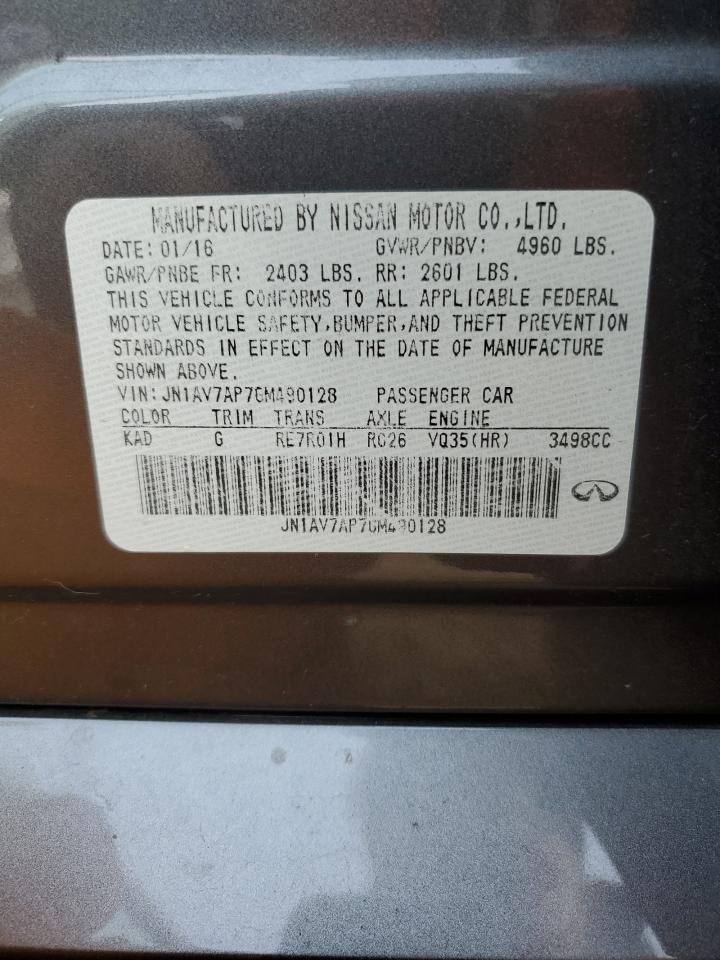 MANUFACTURED BY NISSAN MOTOR CO.,LTD.
DATE: 01/16 GVWR/PNBV: 4960 LBS.
GAWR/PNBE FR: 2403 LBS. RR: 2601 LBS.
THIS VEHICLE CONFORMS TO ALL APPLICABLE FEDERAL
MOTOR VEHICLE SAFETY,BUMPER,AND THEFT PREVENTION
STANDARDS IN EFFECT ON THE DATE OF MANUFACTURE
SHOWN ABOVE.
VIN: JN1AV7AP7GM490128 PASSENGER CAR
COLOR TRIM TRANS AXLE ENGINE
KAD G RE7R01H RC26 VQ35(HR) 3498CC
JN1AV7AP7GM490128